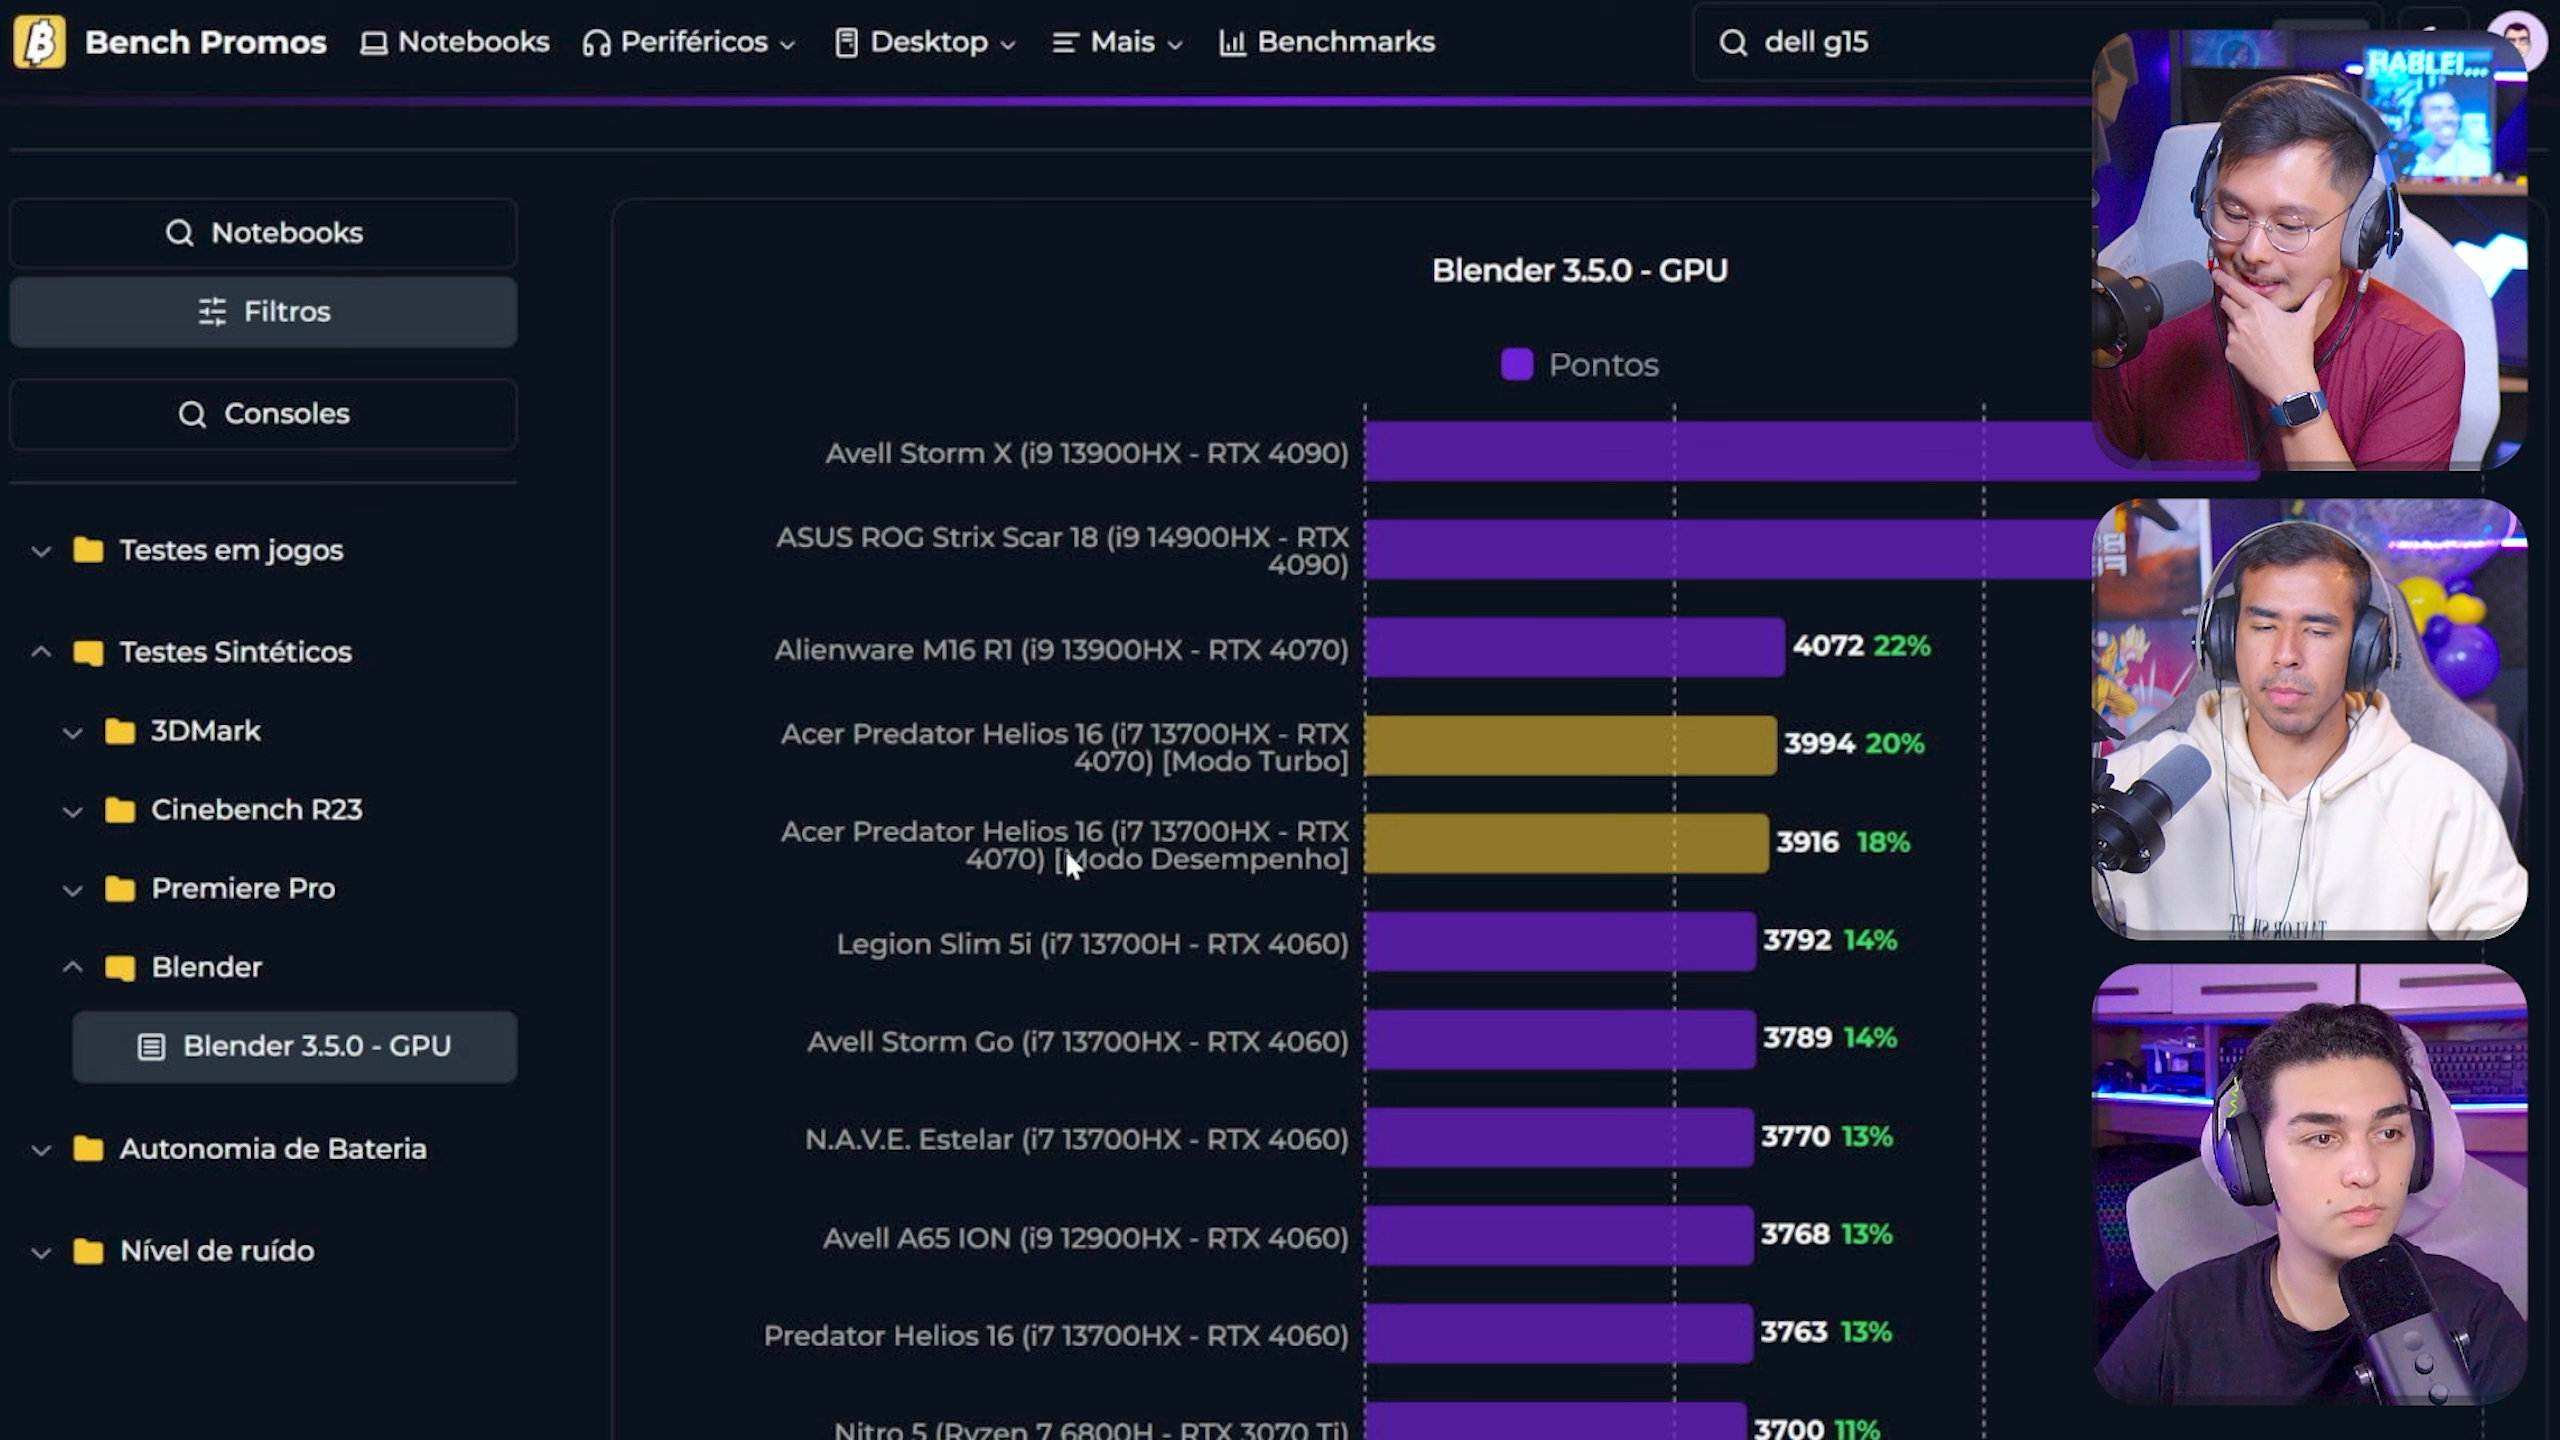 Bench Promos
Notebooks
Periféricos
Desktop
Mais
Benchmarks
dell g15
HABLEI...
Notebooks
Filtros
Consoles
Testes em jogos
Testes Sintéticos
3DMark
Cinebench R23
Premiere Pro
Blender
Blender 3.5.0 - GPU
Autonomia de Bateria
Nível de ruído
Blender 3.5.0 - GPU
Pontos
Avell Storm X (i9 13900HX - RTX 4090)
ASUS ROG Strix Scar 18 (i9 14900HX - RTX
4090)
Alienware M16 R1 (i9 13900HX - RTX 4070)
4072 22%
Acer Predator Helios 16 (i7 13700HX - RTX
4070) [Modo Turbo]
3994 20%
Acer Predator Helios 16 (i7 13700HX - RTX
4070) [Modo Desempenho]
3916 18%
Legion Slim 5i (i7 13700H - RTX 4060)
3792 14%
Avell Storm Go (i7 13700HX - RTX 4060)
3789 14%
N.A.V.E. Estelar (i7 13700HX - RTX 4060)
3770 13%
Avell A65 ION (i9 12900HX - RTX 4060)
3768 13%
Predator Helios 16 (i7 13700HX - RTX 4060)
3763 13%
Nitro 5 (Ryzen 7 6800H - RTX 3070 Ti)
3700 11%